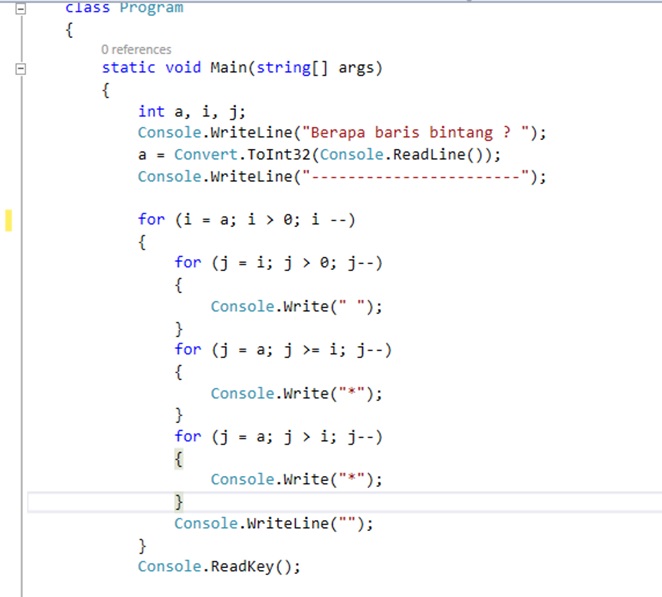 class Program
{
0 references
static void Main(string[] args)
{
int a, i, j;
Console.WriteLine("Berapa baris bintang ? ");
a = Convert.ToInt32(Console.ReadLine());
Console.WriteLine("-----------------------");
for (i = a; i > 0; i --)
{
for (j = i; j > 0; j--)
{
Console.Write(" ");
}
for (j = a; j >= i; j--)
{
Console.Write("*");
}
for (j = a; j > i; j--)
{
Console.Write("*");
}
Console.WriteLine("");
}
Console.ReadKey();